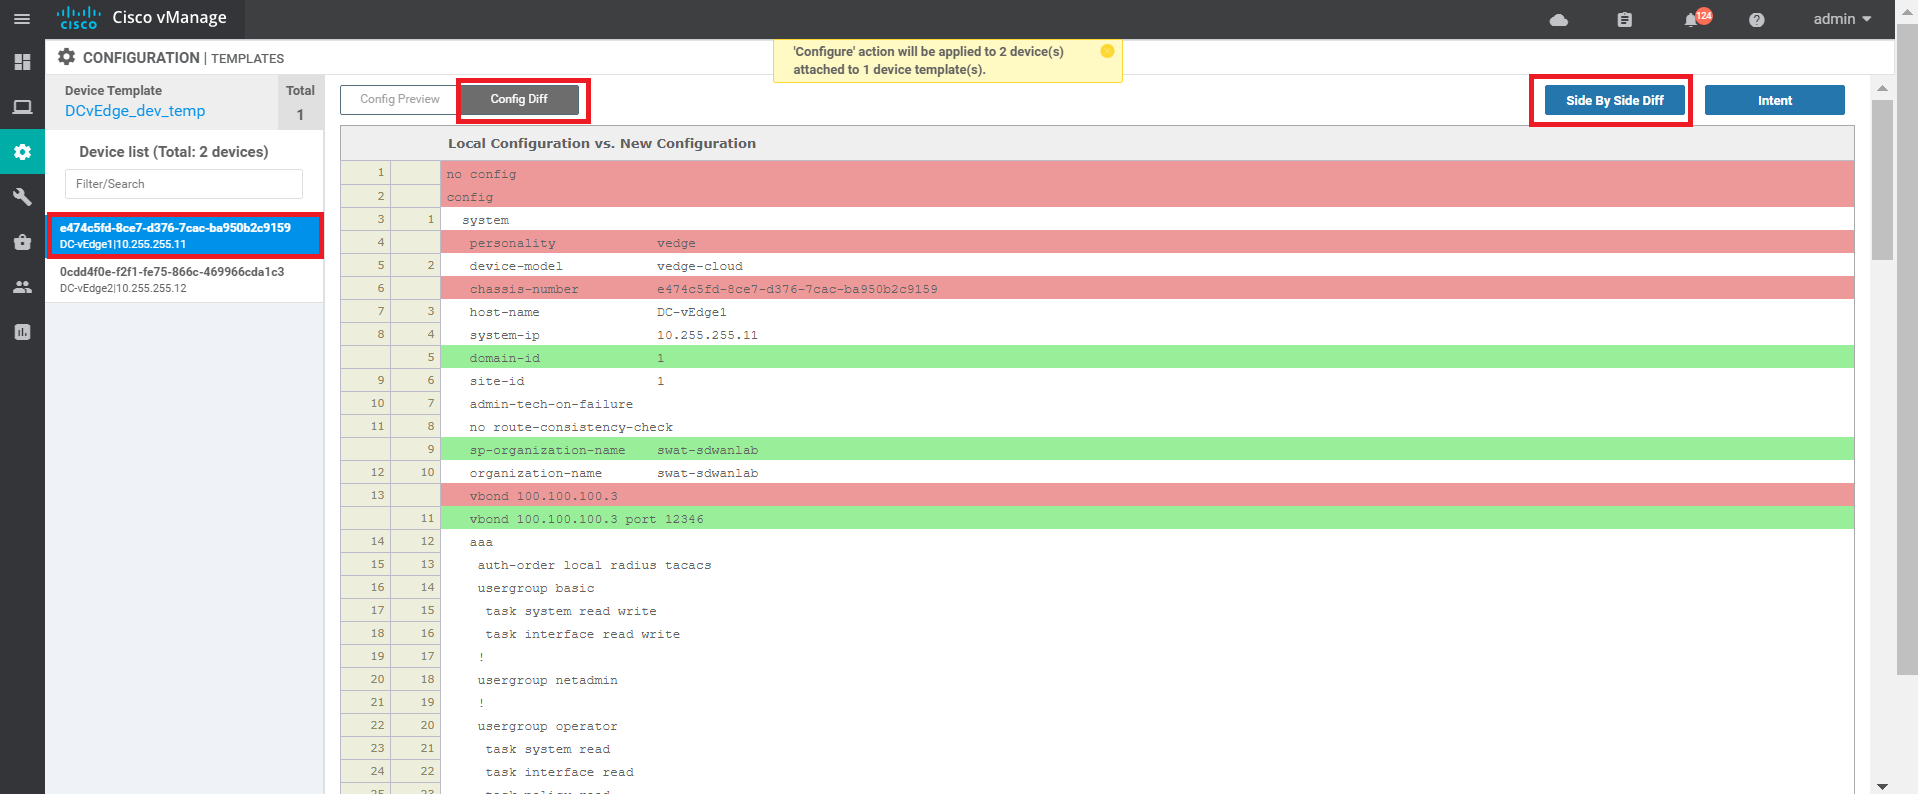 CISCO
Cisco vManage
124
admin
CONFIGURATION | TEMPLATES
'Configure' action will be applied to 2 device(s)
attached to 1 device template(s).
Device Template
DCvEdge_dev_temp
Total
1
Device list (Total: 2 devices)
Filter/Search
e474c5fd-8ce7-d376-7cac-ba950b2c9159
DC-vEdge1|10.255.255.11
0cdd4f0e-f2f1-fe75-866c-469966cda1c3
DC-vEdge2|10.255.255.12
Config Preview
Config Diff
Side By Side Diff
Intent
Local Configuration vs. New Configuration
1 no config
2 config
3 1 system
4 personality vedge
5 2 device-model vedge-cloud
6 chassis-number e474c5fd-8ce7-d376-7cac-ba950b2c9159
7 3 host-name DC-vEdge1
8 4 system-ip 10.255.255.11
5 domain-id 1
9 6 site-id 1
10 7 admin-tech-on-failure
11 8 no route-consistency-check
9 sp-organization-name swat-sdwanlab
12 10 organization-name swat-sdwanlab
13 vbond 100.100.100.3
11 vbond 100.100.100.3 port 12346
14 12 aaa
15 13 auth-order local radius tacacs
16 14 usergroup basic
17 15 task system read write
18 16 task interface read write
19 17 !
20 18 usergroup netadmin
21 19 !
22 20 usergroup operator
23 21 task system read
24 22 task interface read
25 23 task policy read